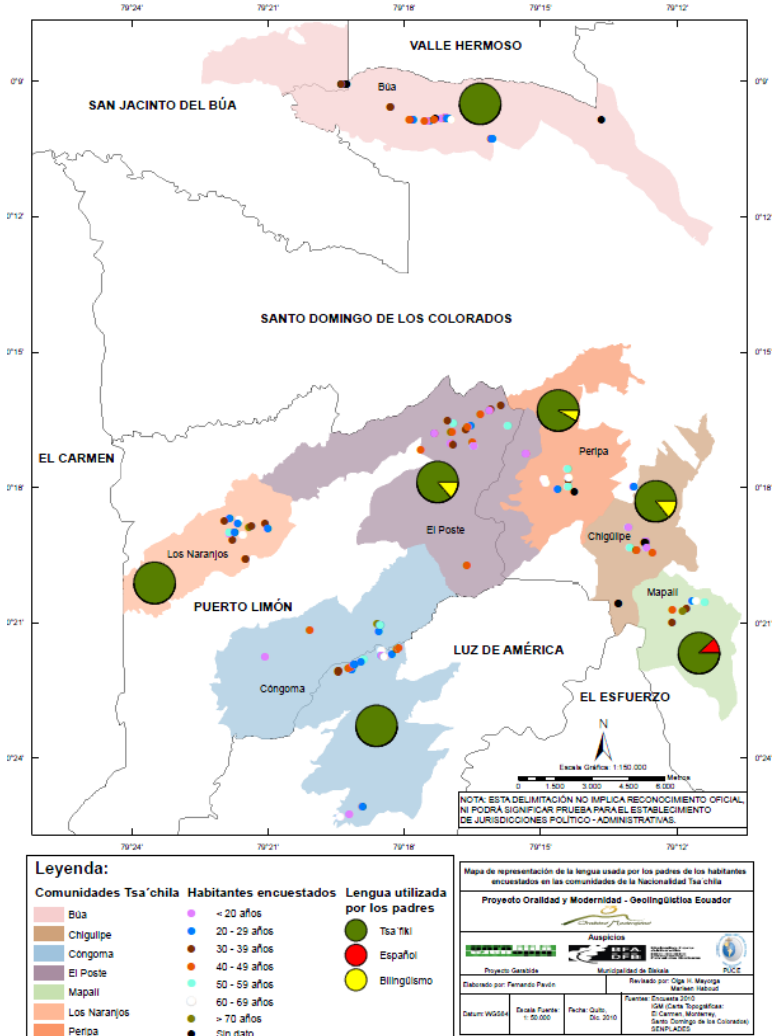 79°24'
79°21'
79°18'
79°15'
79°12'
VALLE HERMOSO
0°9'
0°9'
Búa
SAN JACINTO DEL BÚA
0°12'
0°12'
SANTO DOMINGO DE LOS COLORADOS
0°15'
0°15'
EL CARMEN
Peripa
0°18'
0°18'
El Poste
Chigüilpe
Los Naranjos
Mapalí
PUERTO LIMÓN
0°21'
0°21'
LUZ DE AMÉRICA
Cóngoma
EL ESFUERZO
N
0°24'
0°24'
Escala Gráfica: 1:150.000
Metros
0 1.500 3.000 4.500 6.000
NOTA: ESTA DELIMITACIÓN NO IMPLICA RECONOCIMIENTO OFICIAL,
NI PODRÁ SIGNIFICAR PRUEBA PARA EL ESTABLECIMIENTO
DE JURISDICCIONES POLÍTICO - ADMINISTRATIVAS.
79°24'
79°21'
79°18'
79°15'
79°12'
Leyenda:
Comunidades Tsa´chila
Búa
Chiguilpe
Cóngoma
El Poste
Mapalí
Los Naranjos
Peripa
Habitantes encuestados
< 20 años
20 - 29 años
30 - 39 años
40 - 49 años
50 - 59 años
60 - 69 años
> 70 años
Sin dato
Lengua utilizada
por los padres
Tsa´fiki
Español
Bilingüismo
Mapa de representación de la lengua usada por los padres de los habitantes
encuestados en las comunidades de la Nacionalidad Tsa´chila
Proyecto Oralidad y Modernidad - Geolingüística Ecuador
Auspicios
BFA
DFB
Proyecto Garabide
Municipalidad de Bizkaia
PUCE
Elaborado por: Fernando Pavón
Revisado por: Olga H. Mayorga
Marleen Haboud
Datum: WGS84
Escala Fuente:
1: 50.000
Fecha: Quito,
Dic. 2010
Fuentes: Encuesta 2010
IGM (Carta Topográficas:
El Carmen, Monterrey,
Santo Domingo de los Colorados)
SENPLADES